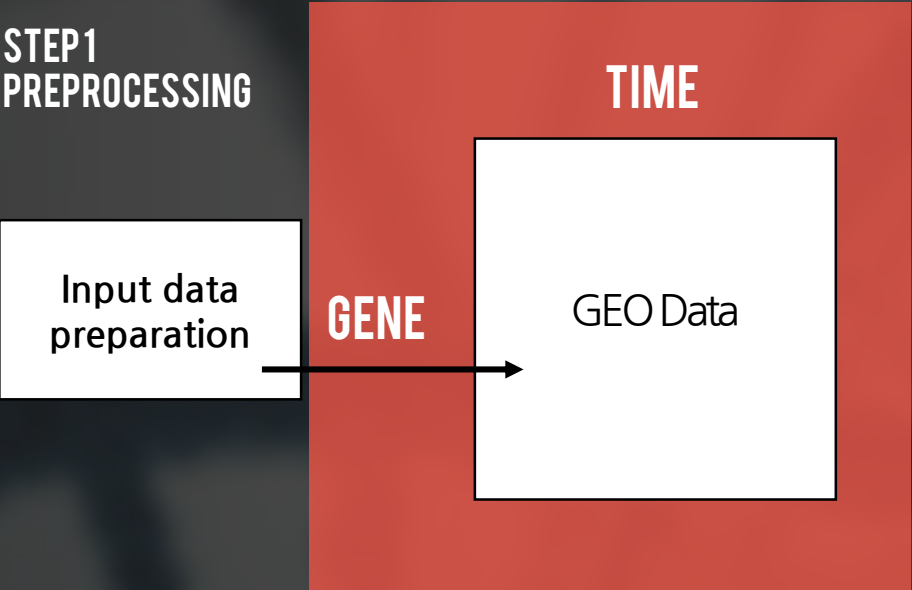 STEP1
PREPROCESSING
TIME
Input data
preparation
GENE
GEO Data